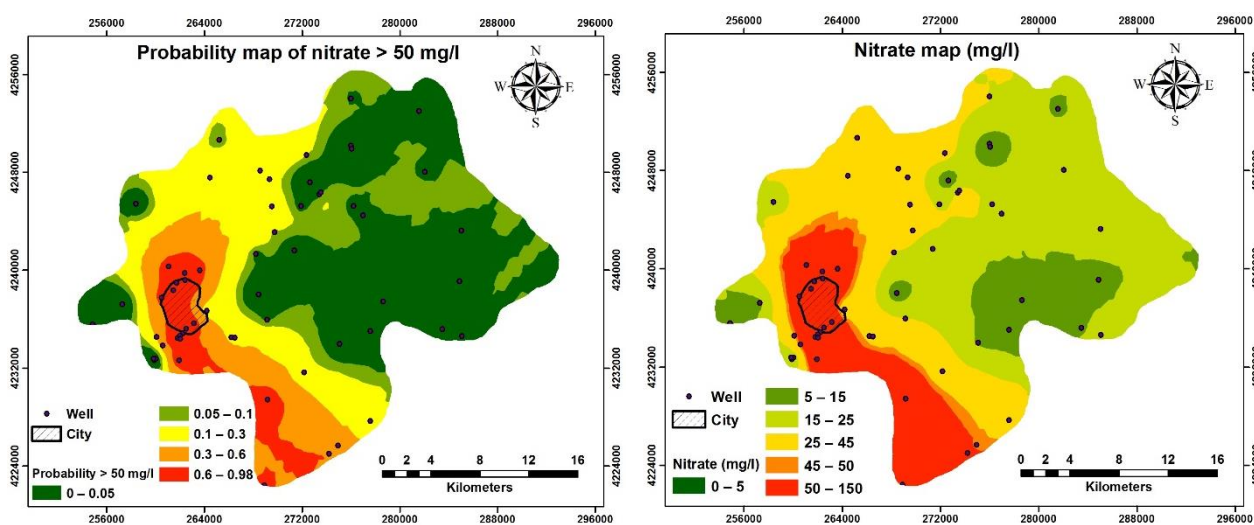 256000 264000 272000 280000 288000 296000
Probability map of nitrate > 50 mg/l
N
W E
S
4256000
4248000
4240000
4232000
4224000
Well
City
Probability > 50 mg/l
0 – 0.05
0.05 – 0.1
0.1 – 0.3
0.3 – 0.6
0.6 – 0.98
0 2 4 8 12 16
Kilometers
256000 264000 272000 280000 288000 296000
256000 264000 272000 280000 288000 296000
Nitrate map (mg/l)
N
W E
S
4256000
4248000
4240000
4232000
4224000
Well
City
Nitrate (mg/l)
0 – 5
5 – 15
15 – 25
25 – 45
45 – 50
50 – 150
0 2 4 8 12 16
Kilometers
256000 264000 272000 280000 288000 296000